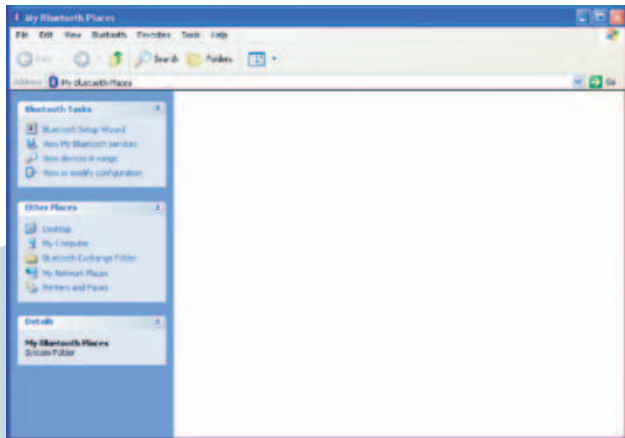 My Bluetooth Places
File Edit View Bluetooth Favorites Tools Help
Back Search Folders
Address My Bluetooth Places Go
Bluetooth Tasks
Bluetooth Setup Wizard
View My Bluetooth services
View devices in range
View or modify configuration
Other Places
Desktop
My Computer
Bluetooth Exchange Folder
My Network Places
Printers and Faxes
Details
My Bluetooth Places
System Folder